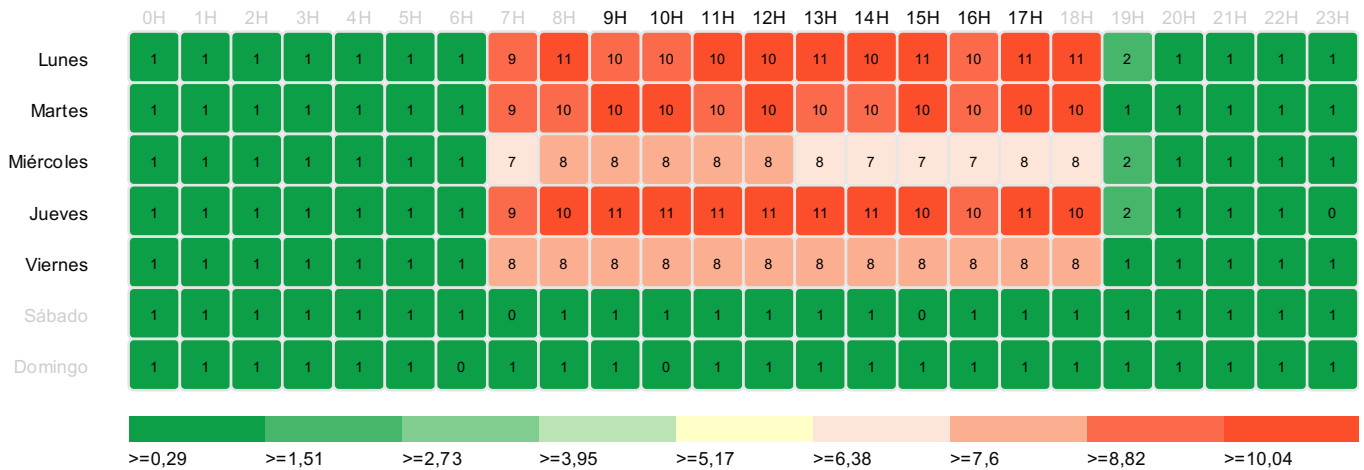 0H 1H 2H 3H 4H 5H 6H 7H 8H 9H 10H 11H 12H 13H 14H 15H 16H 17H 18H 19H 20H 21H 22H 23H
Lunes 1 1 1 1 1 1 1 9 11 10 10 10 10 11 10 11 10 11 11 2 1 1 1 1
Martes 1 1 1 1 1 1 1 9 10 10 10 10 10 10 10 10 10 10 10 1 1 1 1 1
Miércoles 1 1 1 1 1 1 1 7 8 8 8 8 8 8 7 7 7 8 8 2 1 1 1 1
Jueves 1 1 1 1 1 1 1 9 10 11 11 11 11 11 11 10 10 11 10 2 1 1 1 0
Viernes 1 1 1 1 1 1 1 8 8 8 8 8 8 8 8 8 8 8 8 1 1 1 1 1
Sábado 1 1 1 1 1 1 1 0 1 1 1 1 1 1 1 0 1 1 1 1 1 1 1 1
Domingo 1 1 1 1 1 1 0 1 1 1 0 1 1 1 1 1 1 1 1 1 1 1 1 1
>=0,29 >=1,51 >=2,73 >=3,95 >=5,17 >=6,38 >=7,6 >=8,82 >=10,04